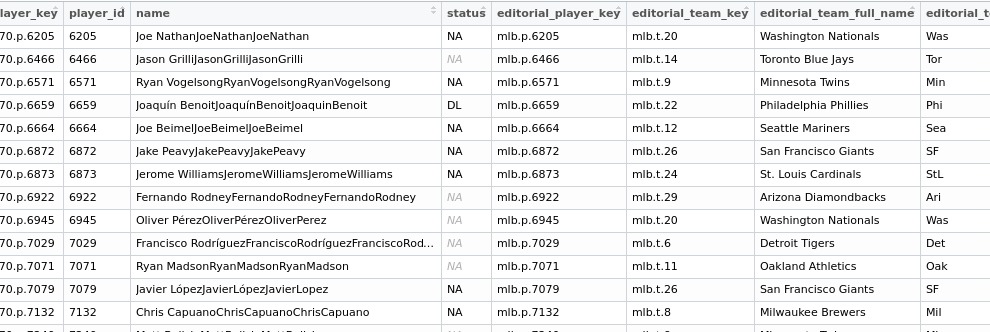 layer_key player_id name status editorial_player_key editorial_team_key editorial_team_full_name editorial_t
70.p.6205 6205 Joe NathanJoeNathanJoeNathan NA mlb.p.6205 mlb.t.20 Washington Nationals Was
70.p.6466 6466 Jason GrilliJasonGrilliJasonGrilli NA mlb.p.6466 mlb.t.14 Toronto Blue Jays Tor
70.p.6571 6571 Ryan VogelsongRyanVogelsongRyanVogelsong NA mlb.p.6571 mlb.t.9 Minnesota Twins Min
70.p.6659 6659 Joaquín BenoitJoaquínBenoitJoaquinBenoit DL mlb.p.6659 mlb.t.22 Philadelphia Phillies Phi
70.p.6664 6664 Joe BeimelJoeBeimelJoeBeimel NA mlb.p.6664 mlb.t.12 Seattle Mariners Sea
70.p.6872 6872 Jake PeavyJakePeavyJakePeavy NA mlb.p.6872 mlb.t.26 San Francisco Giants SF
70.p.6873 6873 Jerome WilliamsJeromeWilliamsJeromeWilliams NA mlb.p.6873 mlb.t.24 St. Louis Cardinals StL
70.p.6922 6922 Fernando RodneyFernandoRodneyFernandoRodney NA mlb.p.6922 mlb.t.29 Arizona Diamondbacks Ari
70.p.6945 6945 Oliver PérezOliverPérezOliverPerez NA mlb.p.6945 mlb.t.20 Washington Nationals Was
70.p.7029 7029 Francisco RodríguezFranciscoRodríguezFranciscoRod... NA mlb.p.7029 mlb.t.6 Detroit Tigers Det
70.p.7071 7071 Ryan MadsonRyanMadsonRyanMadson NA mlb.p.7071 mlb.t.11 Oakland Athletics Oak
70.p.7079 7079 Javier LópezJavierLópezJavierLopez NA mlb.p.7079 mlb.t.26 San Francisco Giants SF
70.p.7132 7132 Chris CapuanoChrisCapuanoChrisCapuano NA mlb.p.7132 mlb.t.8 Milwaukee Brewers Mil